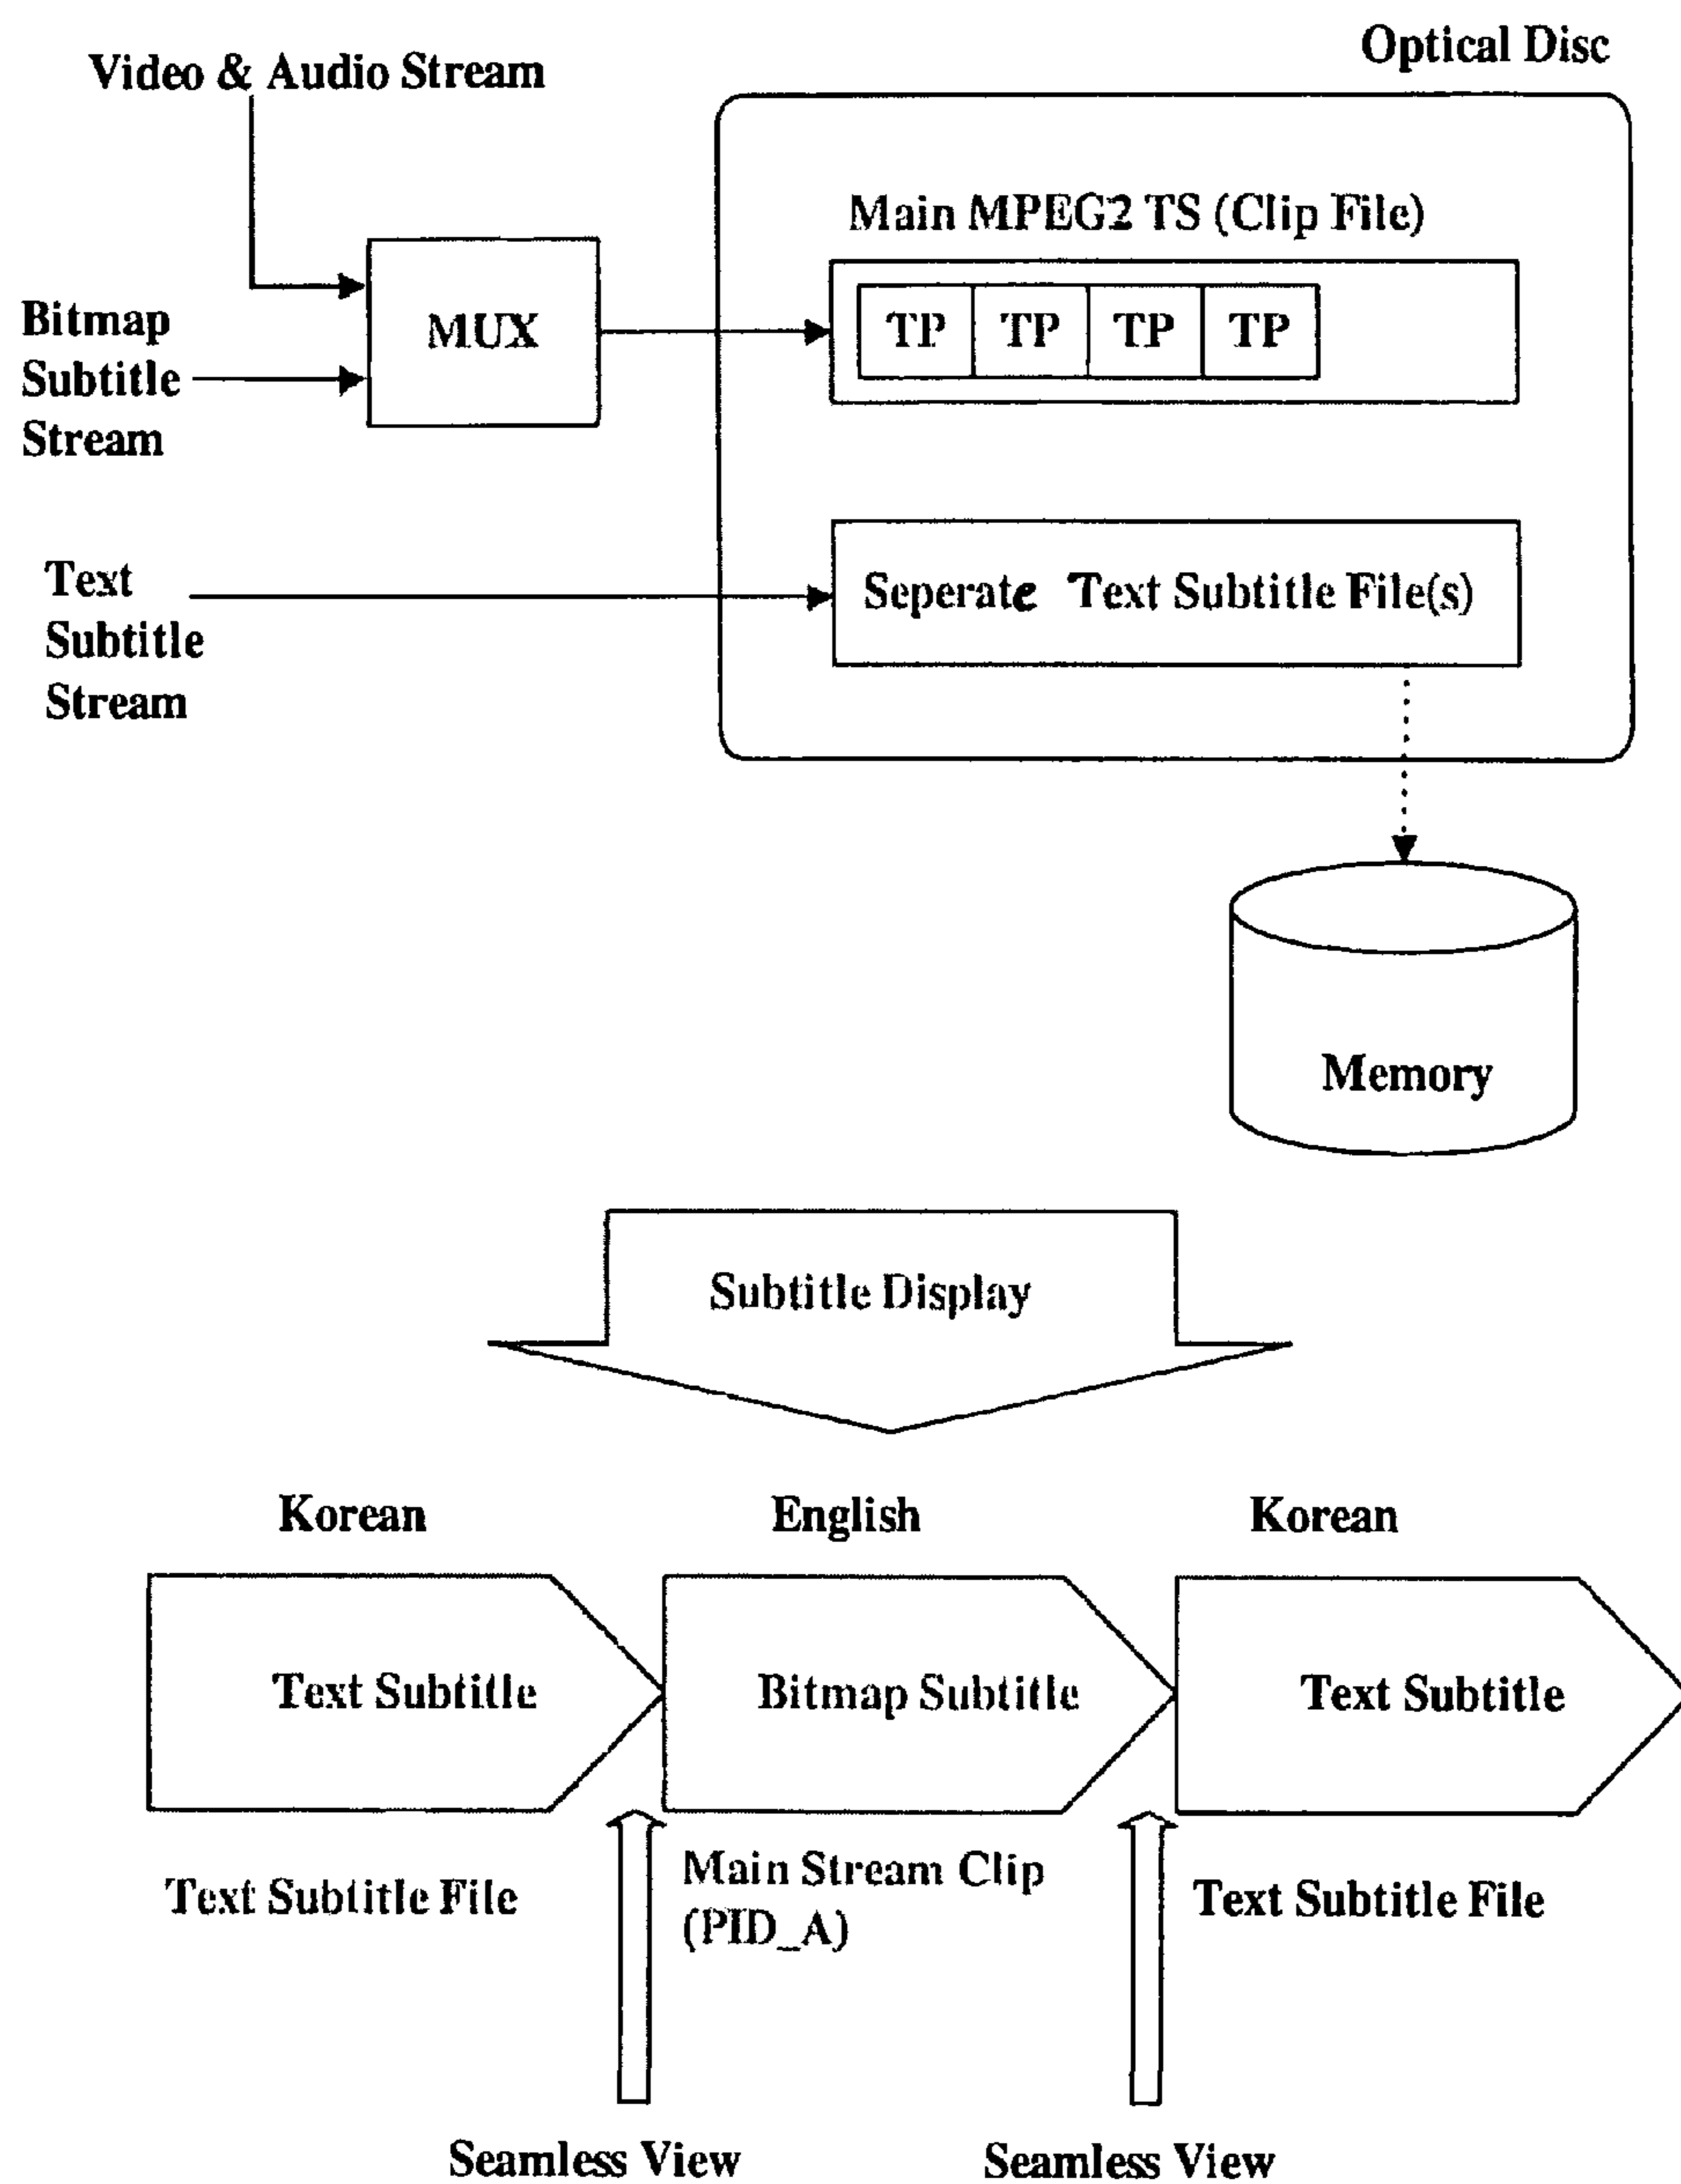 Optical Disc
Video & Audio Stream
Main MPEG2 TS (Clip File)
Bitmap
Subtitle
Stream
MUX
TP TP TP TP
Text
Subtitle
Stream
Seperate Text Subtitle File(s)
Memory
Subtitle Display
Korean English Korean
Text Subtitle Bitmap Subtitle Text Subtitle
Text Subtitle File
Main Stream Clip
(PID_A)
Text Subtitle File
Seamless View Seamless View